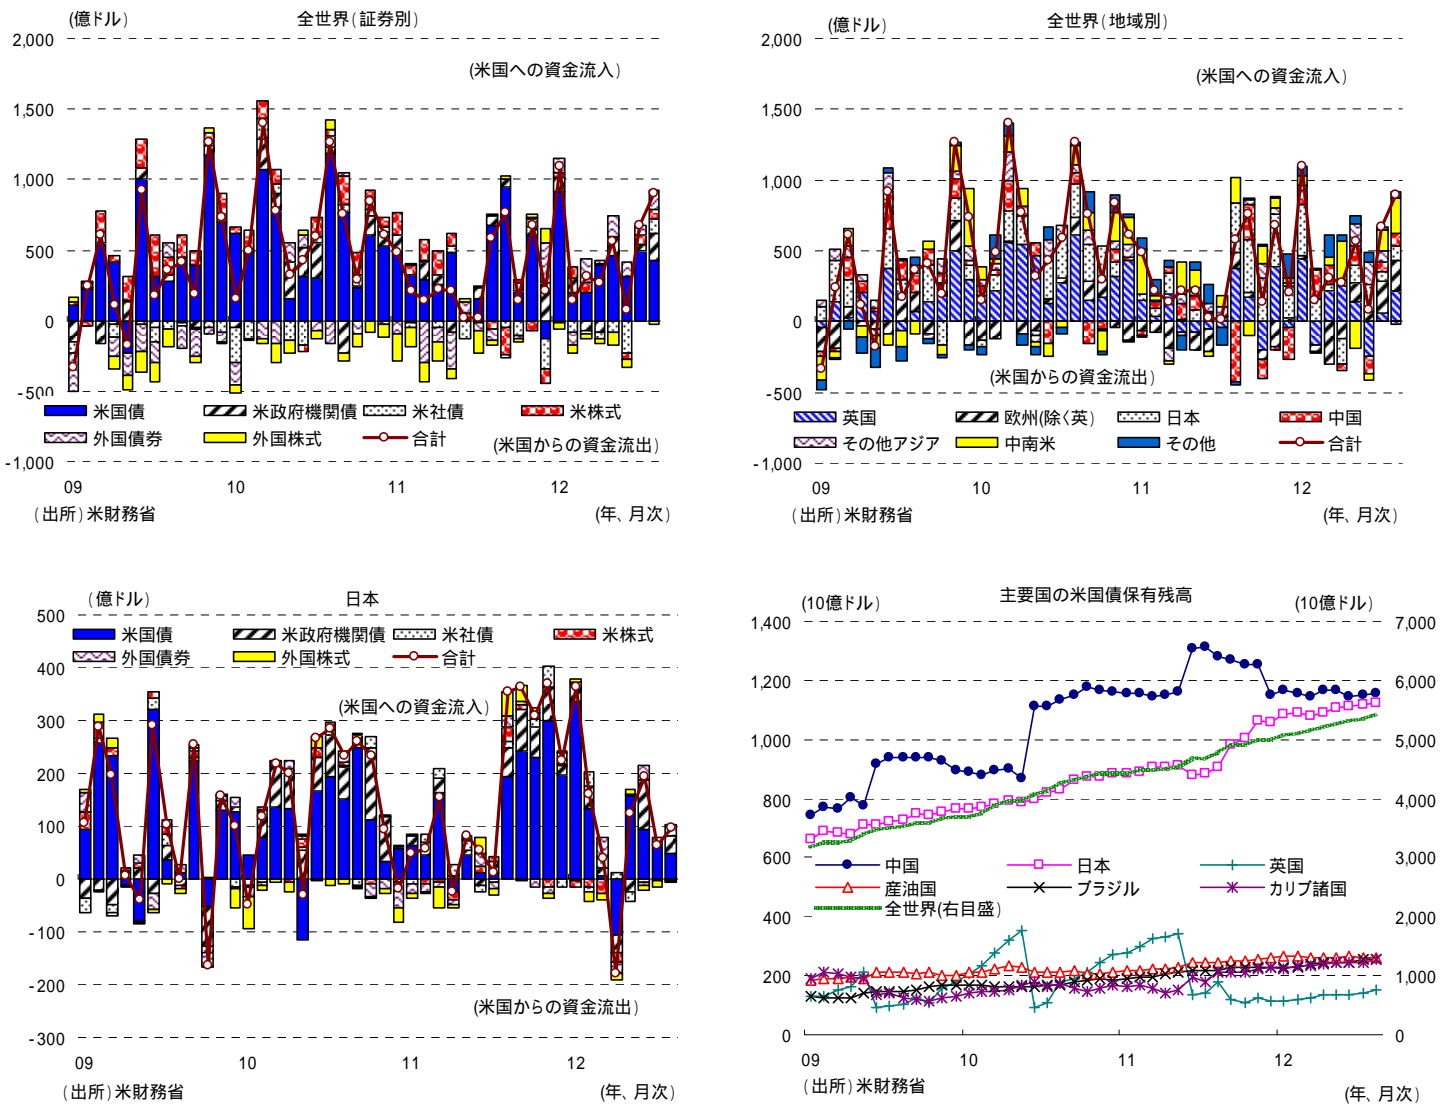 (億ドル)
全世界(証券別)
2,000
(米国への資金流入)
1,500
1,000
500
0
-500
米国債 米政府機関債 米社債 米株式
外国債券 外国株式 合計 (米国からの資金流出)
-1,000
09 10 11 12
(出所)米財務省 (年、月次)
(億ドル)
全世界(地域別)
2,000
(米国への資金流入)
1,500
1,000
500
0
(米国からの資金流出)
-500
英国 欧州(除く英) 日本 中国
その他アジア 中南米 その他 合計
-1,000
09 10 11 12
(出所)米財務省 (年、月次)
(億ドル) 日本
500
米国債 米政府機関債 米社債 米株式
外国債券 外国株式 合計
400
(米国への資金流入)
300
200
100
0
-100
-200
(米国からの資金流出)
-300
09 10 11 12
(出所)米財務省 (年、月次)
主要国の米国債保有残高
(10億ドル) (10億ドル)
1,400 7,000
1,200 6,000
1,000 5,000
800 4,000
600 3,000
中国 日本 英国
産油国 ブラジル カリブ諸国
全世界(右目盛)
400 2,000
200 1,000
0 0
09 10 11 12
(出所)米財務省 (年、月次)